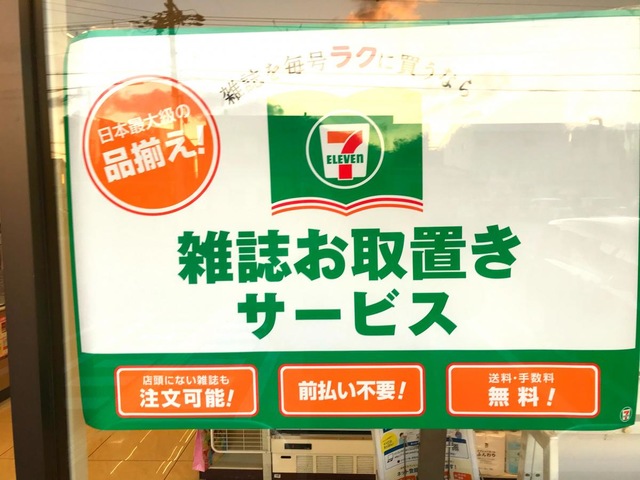 雑誌を毎号ラクに買うなら
日本最大級の
品揃え!
7
ELEVEN
雑誌お取置き
サービス
店頭にない雑誌も
注文可能!
前払い不要!
送料・手数料
無料!